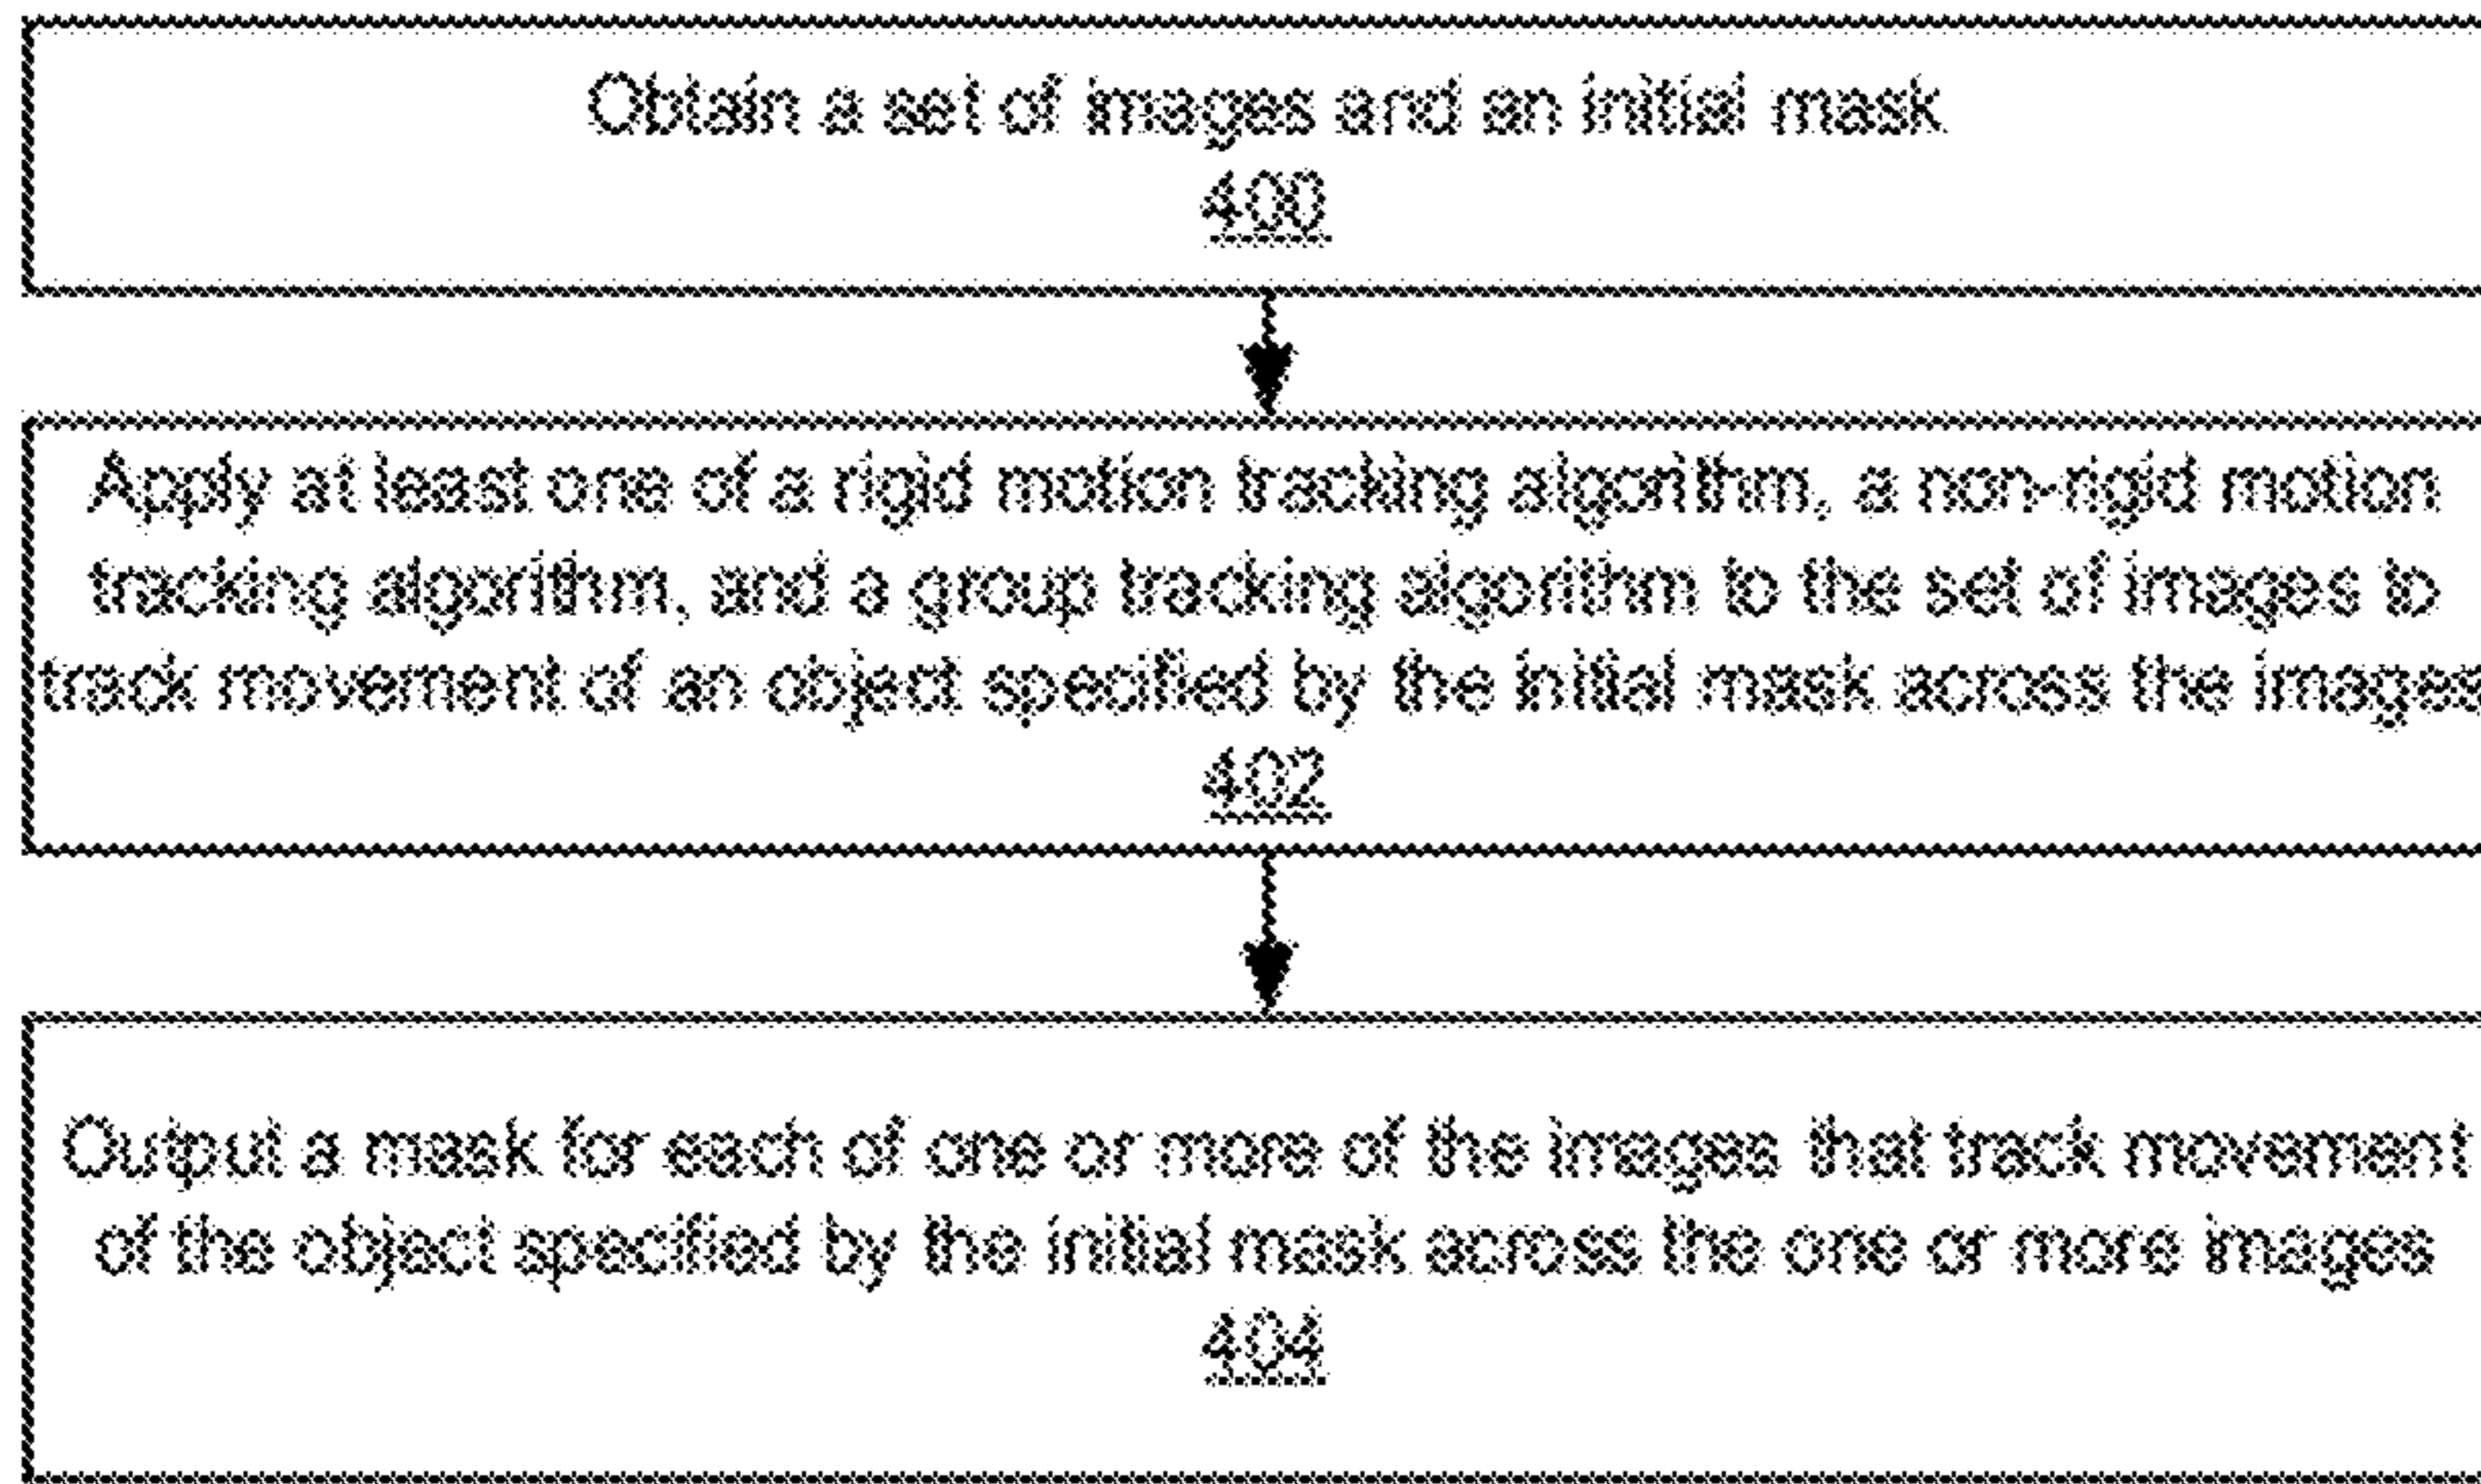 Obtain a set of images and an initial mask
400
Apply at least one of a rigid motion tracking algorithm, a non-rigid motion
tracking algorithm, and a group tracking algorithm to the set of images to
track movement of an object specified by the initial mask across the images
402
Output a mask for each of one or more of the images that track movement
of the object specified by the initial mask across the one or more images
404